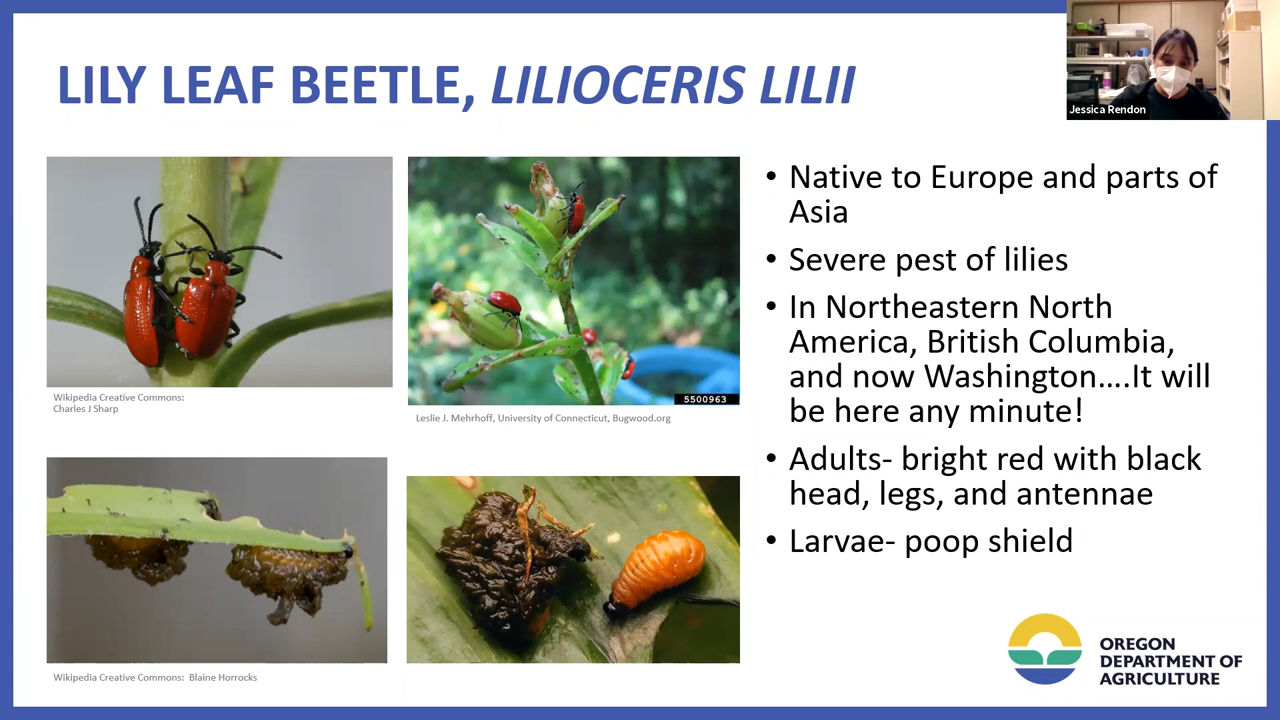 LILY LEAF BEETLE, LILIOCERIS LILII
Jessica Rendon
Wikipedia Creative Commons:
Charles J Sharp
5500963
Leslie J. Mehrhoff, University of Connecticut, Bugwood.org
Wikipedia Creative Commons:  Blaine Horrocks
• Native to Europe and parts of
Asia
• Severe pest of lilies
• In Northeastern North
America, British Columbia,
and now Washington....It will
be here any minute!
• Adults- bright red with black
head, legs, and antennae
• Larvae- poop shield
OREGON
DEPARTMENT OF
AGRICULTURE